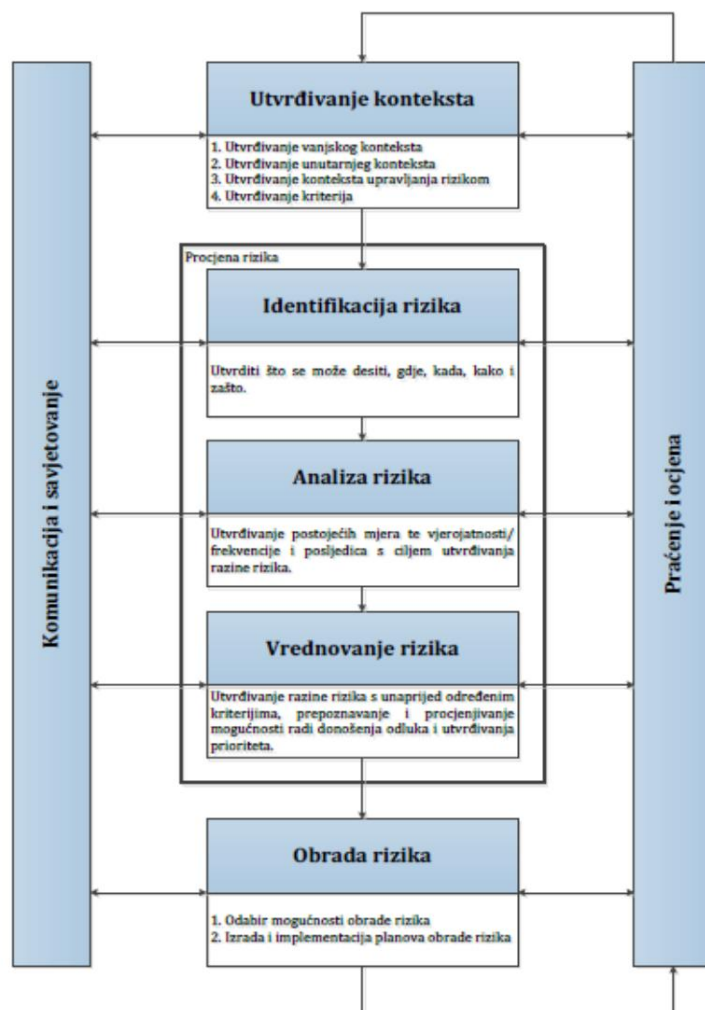 Komunikacija i savjetovanje
Utvrđivanje konteksta
1. Utvrđivanje vanjskog konteksta
2. Utvrđivanje unutarnjeg konteksta
3. Utvrđivanje konteksta upravljanja rizikom
4. Utvrđivanje kriterija
Procjena rizika
Identifikacija rizika
Utvrditi što se može desiti, gdje, kada, kako i
zašto.
Analiza rizika
Utvrđivanje postojećih mjera te vjerojatnosti/
frekvencije i posljedica s ciljem utvrđivanja
razine rizika.
Vrednovanje rizika
Utvrđivanje razine rizika s unaprijed određenim
kriterijima, prepoznavanje i procjenjivanje
mogućnosti radi donošenja odluka i utvrđivanja
prioriteta.
Obrada rizika
1. Odabir mogućnosti obrade rizika
2. Izrada i implementacija planova obrade rizika
Praćenje i ocjena